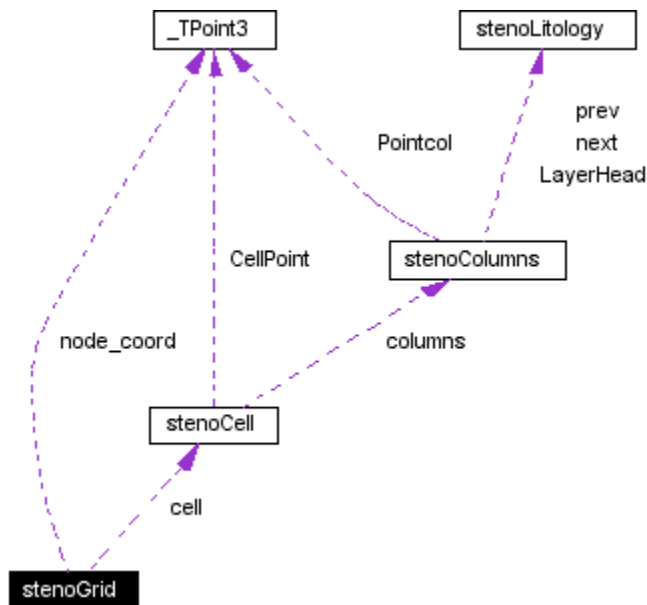 _TPoint3
stenoLitology
prev
next
LayerHead
Pointcol
CellPoint
stenoColumns
node_coord
columns
stenoCell
cell
stenoGrid